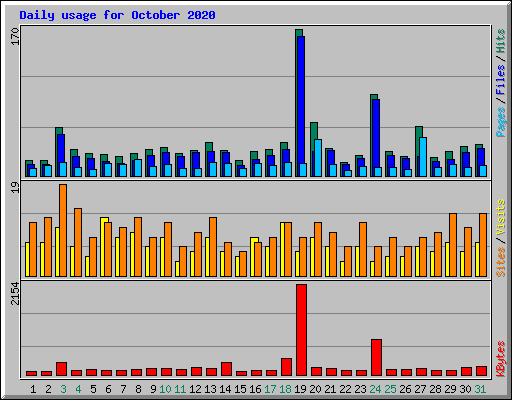 Daily usage for October 2020
170
Pages / Files / Hits
19
Sites / Visits
2154
KBytes
1 2 3 4 5 6 7 8 9 10 11 12 13 14 15 16 17 18 19 20 21 22 23 24 25 26 27 28 29 30 31